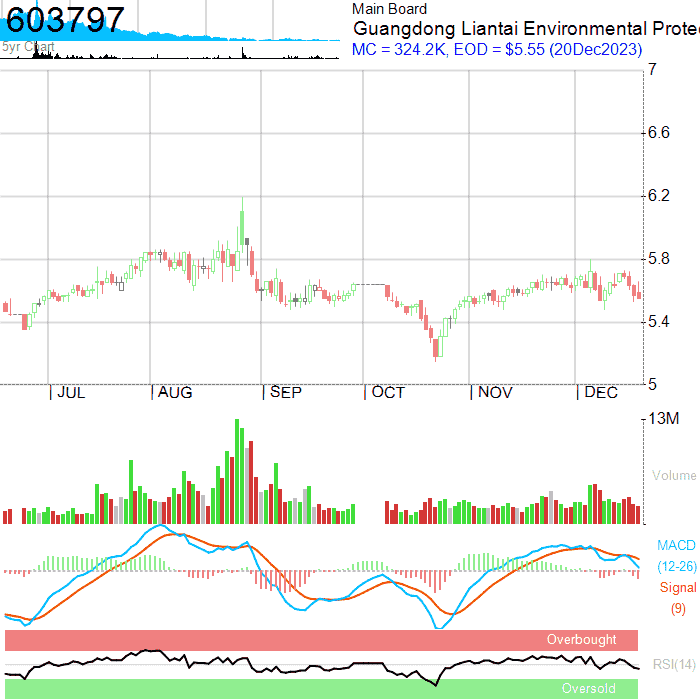 603797
5yr Chart
Main Board
Guangdong Liantai Environmental Prote
MC = 324.2K, EOD = $5.55 (20Dec2023)
7
6.6
6.2
5.8
5.4
5
JUL AUG SEP OCT NOV DEC
13M
Volume
MACD
(12-26)
Signal
(9)
Overbought
RSI(14)
Oversold